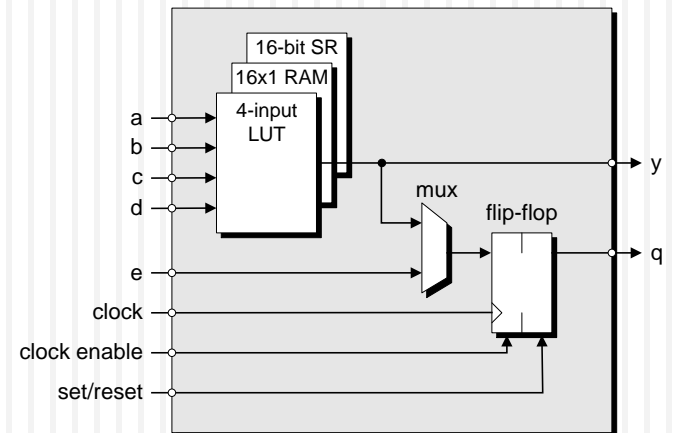 16-bit SR
16x1 RAM
4-input
LUT
a
b
c
d
e
clock
clock enable
set/reset
mux
flip-flop
y
q